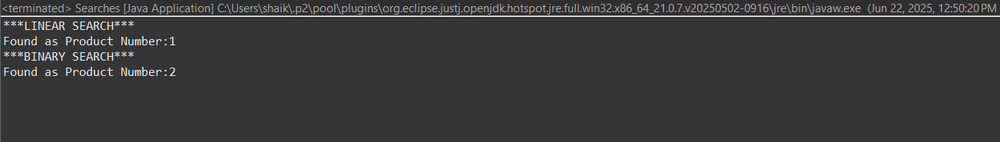 <terminated> Searches [Java Application] C:\Users\shaik\.p2\pool\plugins\org.eclipse.justj.openjdk.hotspot.jre.full.win32.x86_64_21.0.7.v20250502-0916\jre\bin\javaw.exe (Jun 22, 2025, 12:50:20 PM
***LINEAR SEARCH***
Found as Product Number:1
***BINARY SEARCH***
Found as Product Number:2